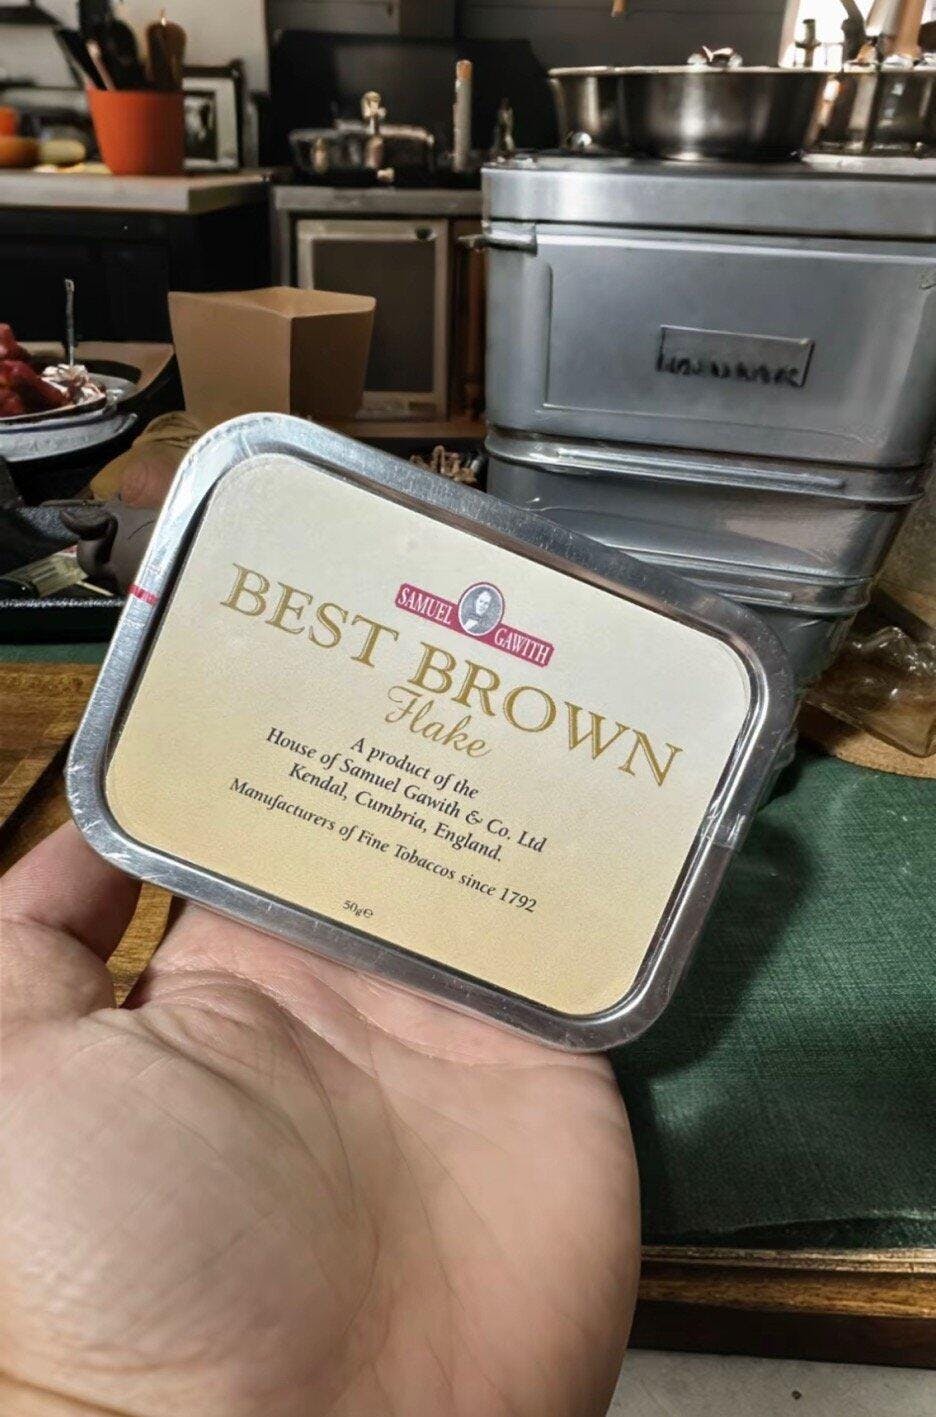 SAMUEL GAWITH
BEST BROWN
Flake
A product of the
House of Samuel Gawith & Co. Ltd
Kendal, Cumbria, England.
Manufacturers of Fine Tobaccos since 1792
50g℮